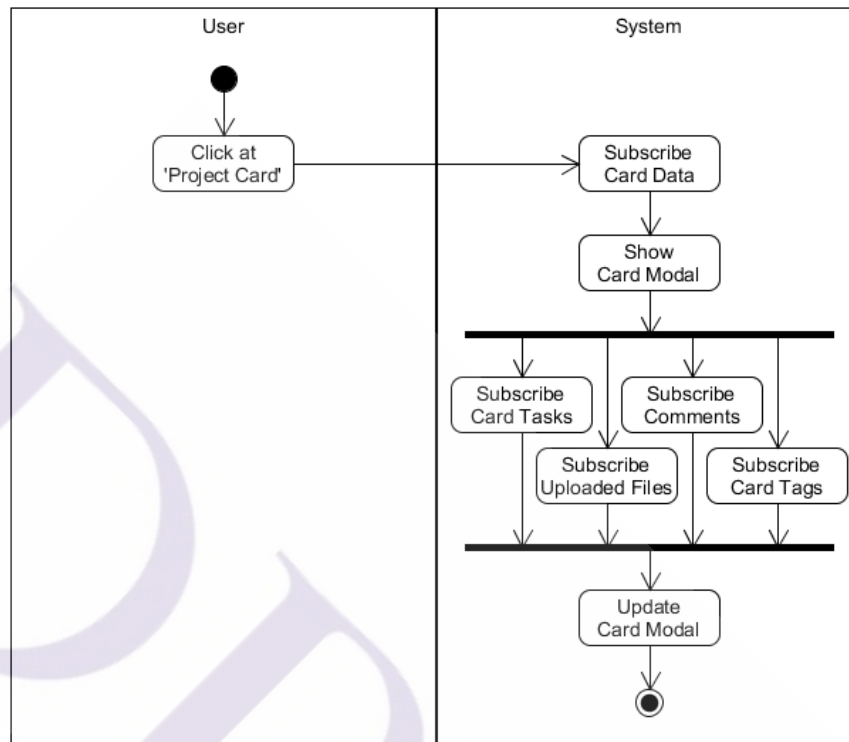 User
System
Click at
'Project Card'
Subscribe
Card Data
Show
Card Modal
Subscribe
Card Tasks
Subscribe
Comments
Subscribe
Uploaded Files
Subscribe
Card Tags
Update
Card Modal